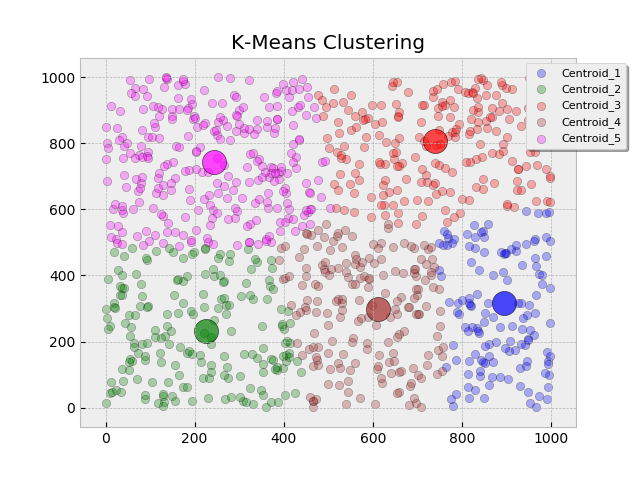 K-Means Clustering
1000
800
600
400
200
0
0 200 400 600 800 1000
Centroid_1
Centroid_2
Centroid_3
Centroid_4
Centroid_5